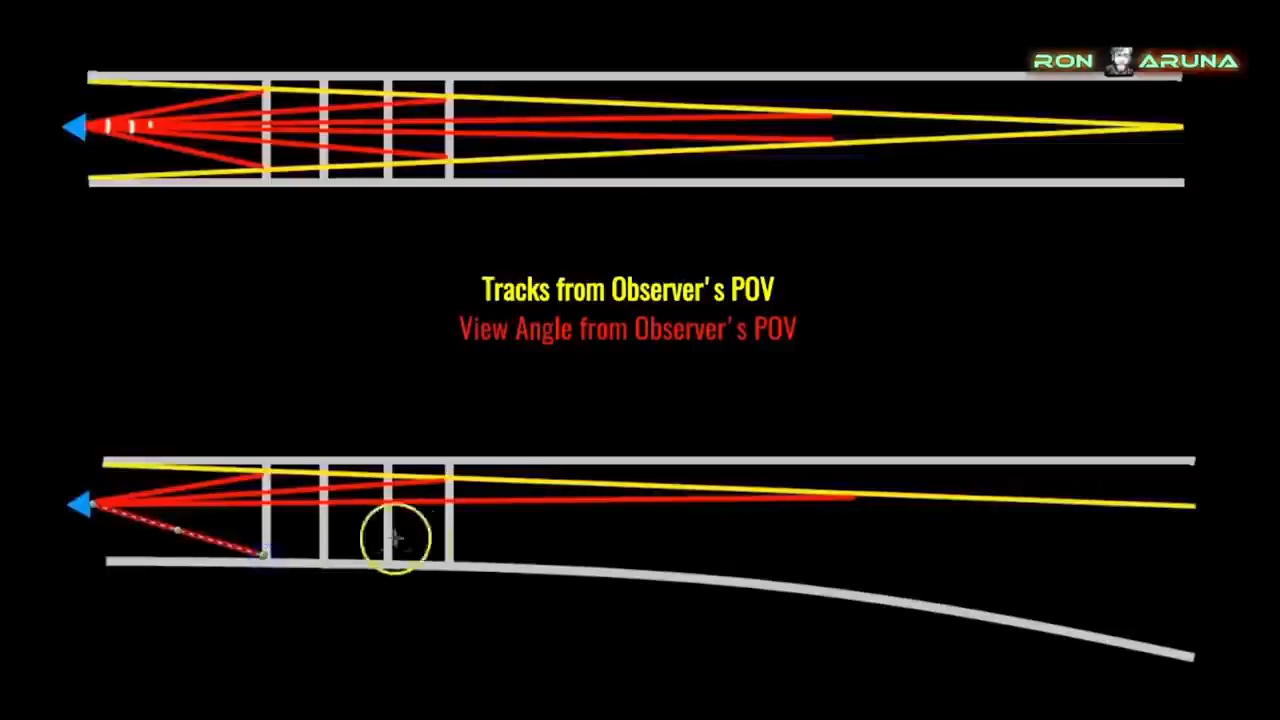 RON ARUNA
Tracks from Observer's POV
View Angle from Observer's POV